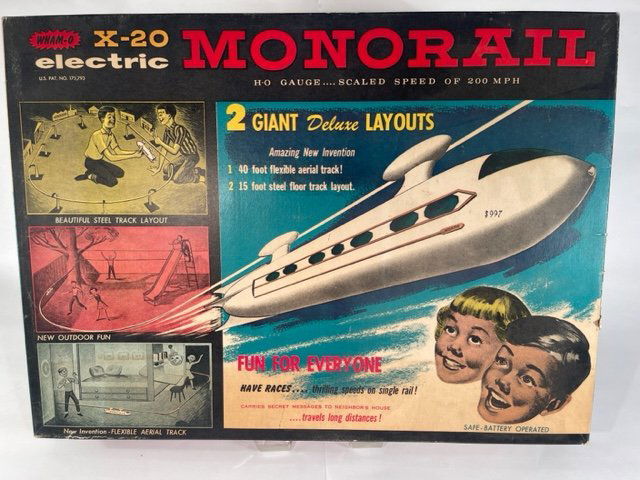 WHAM-O X-20
electric
MONORAIL
U.S. PAT. NO. 175,793
H-O GAUGE....SCALED SPEED OF 200 MPH
2 GIANT Deluxe LAYOUTS
Amazing New Invention
1 40 foot flexible aerial track!
2 15 foot steel floor track layout.
$997
BEAUTIFUL STEEL TRACK LAYOUT
NEW OUTDOOR FUN
New Invention-FLEXIBLE AERIAL TRACK
FUN FOR EVERYONE
HAVE RACES.... thrilling speeds on single rail!
CARRIES SECRET MESSAGES TO NEIGHBOR'S HOUSE
....travels long distances!
SAFE-BATTERY OPERATED